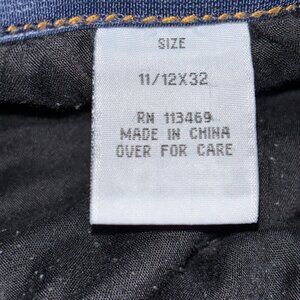 SIZE
11/12X32
RN 113469
MADE IN CHINA
OVER FOR CARE